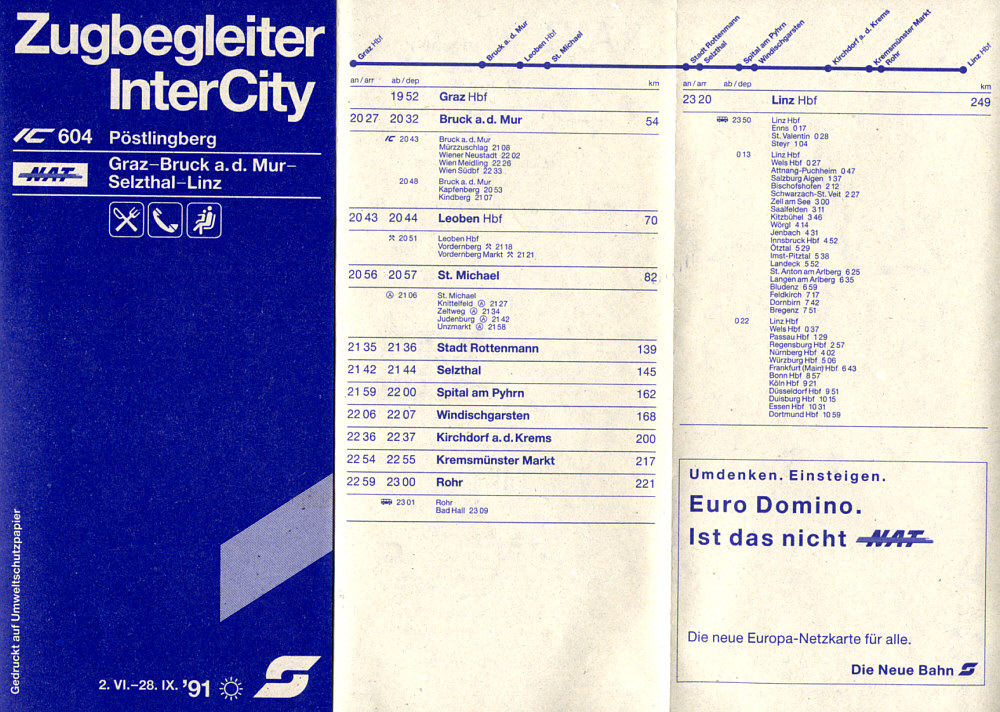 Zugbegleiter
InterCity
IC 604 Pöstlingberg
NAT Graz–Bruck a. d. Mur–
Selzthal–Linz
Gedruckt auf Umweltschutzpapier
2. VI.–28. IX. '91
Graz Hbf
Bruck a. d. Mur
Leoben Hbf
St. Michael
Stadt Rottenmann
Selzthal
Spital am Pyhrn
Windischgarsten
Kirchdorf a. d. Krems
Kremsmünster Markt
Rohr
Linz Hbf
an/arr ab/dep km
19 52 Graz Hbf
20 27 20 32 Bruck a. d. Mur 54
IC 20 43 Bruck a. d. Mur
Mürzzuschlag 21 08
Wiener Neustadt 22 02
Wien Meidling 22 26
Wien Südbf 22 33
20 48 Bruck a. d. Mur
Kapfenberg 20 53
Kindberg 21 07
20 43 20 44 Leoben Hbf 70
20 51 Leoben Hbf
Vordernberg 21 18
Vordernberg Markt 21 21
20 56 20 57 St. Michael 82
Ⓐ 21 06 St. Michael
Knittelfeld Ⓐ 21 27
Zeltweg Ⓐ 21 34
Judenburg Ⓐ 21 42
Unzmarkt Ⓐ 21 58
21 35 21 36 Stadt Rottenmann 139
21 42 21 44 Selzthal 145
21 59 22 00 Spital am Pyhrn 162
22 06 22 07 Windischgarsten 168
22 36 22 37 Kirchdorf a. d. Krems 200
22 54 22 55 Kremsmünster Markt 217
22 59 23 00 Rohr 221
23 01 Rohr
Bad Hall 23 09
an/arr ab/dep km
23 20 Linz Hbf 249
23 50 Linz Hbf
Enns 0 17
St. Valentin 0 28
Steyr 1 04
0 13 Linz Hbf
Wels Hbf 0 27
Attnang-Puchheim 0 47
Salzburg Aigen 1 37
Bischofshofen 2 12
Schwarzach-St. Veit 2 27
Zell am See 3 00
Saalfelden 3 11
Kitzbühel 3 46
Wörgl 4 14
Jenbach 4 31
Innsbruck Hbf 4 52
Ötztal 5 29
Imst-Pitztal 5 38
Landeck 5 52
St. Anton am Arlberg 6 25
Langen am Arlberg 6 35
Bludenz 6 59
Feldkirch 7 17
Dornbirn 7 42
Bregenz 7 51
0 22 Linz Hbf
Wels Hbf 0 37
Passau Hbf 1 29
Regensburg Hbf 2 57
Nürnberg Hbf 4 02
Würzburg Hbf 5 06
Frankfurt (Main) Hbf 6 43
Bonn Hbf 8 57
Köln Hbf 9 21
Düsseldorf Hbf 9 51
Duisburg Hbf 10 15
Essen Hbf 10 31
Dortmund Hbf 10 59
Umdenken. Einsteigen.
Euro Domino.
Ist das nicht NAT
Die neue Europa-Netzkarte für alle.
Die Neue Bahn